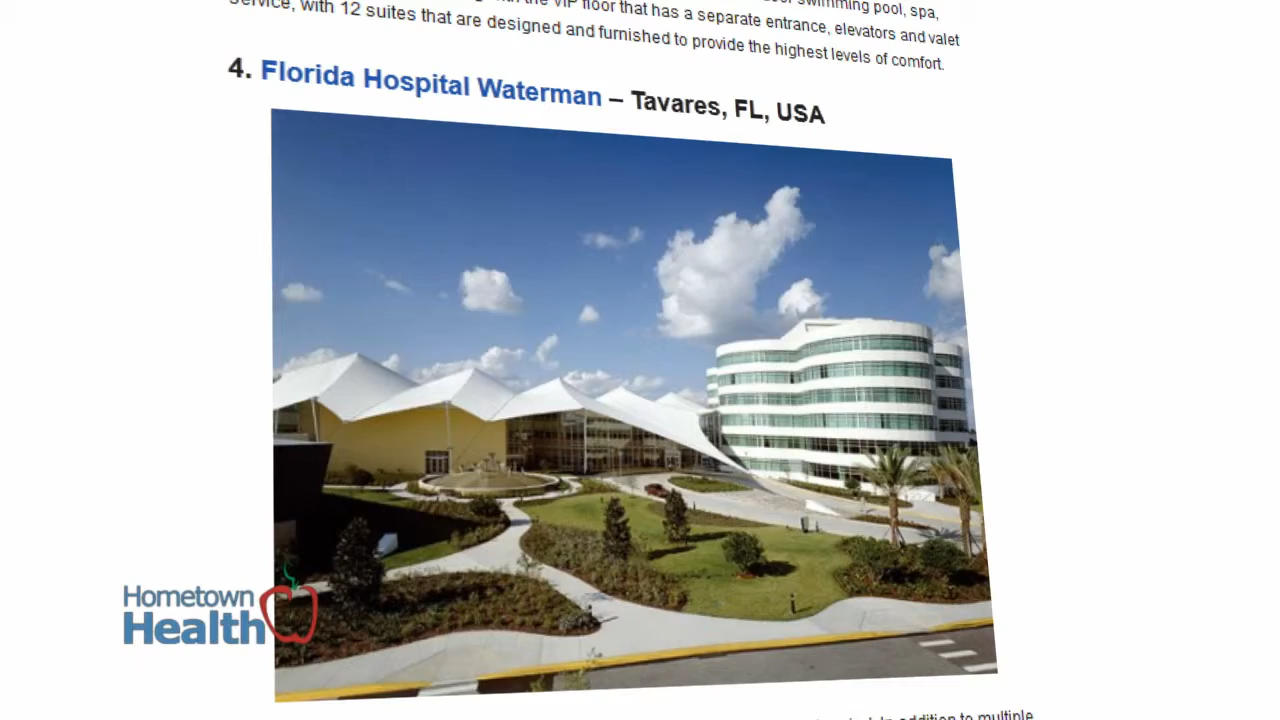 swimming pool, spa,
the VIP floor that has a separate entrance, elevators and valet
service, with 12 suites that are designed and furnished to provide the highest levels of comfort.
4. Florida Hospital Waterman – Tavares, FL, USA
Hometown
Health
In addition to multiple